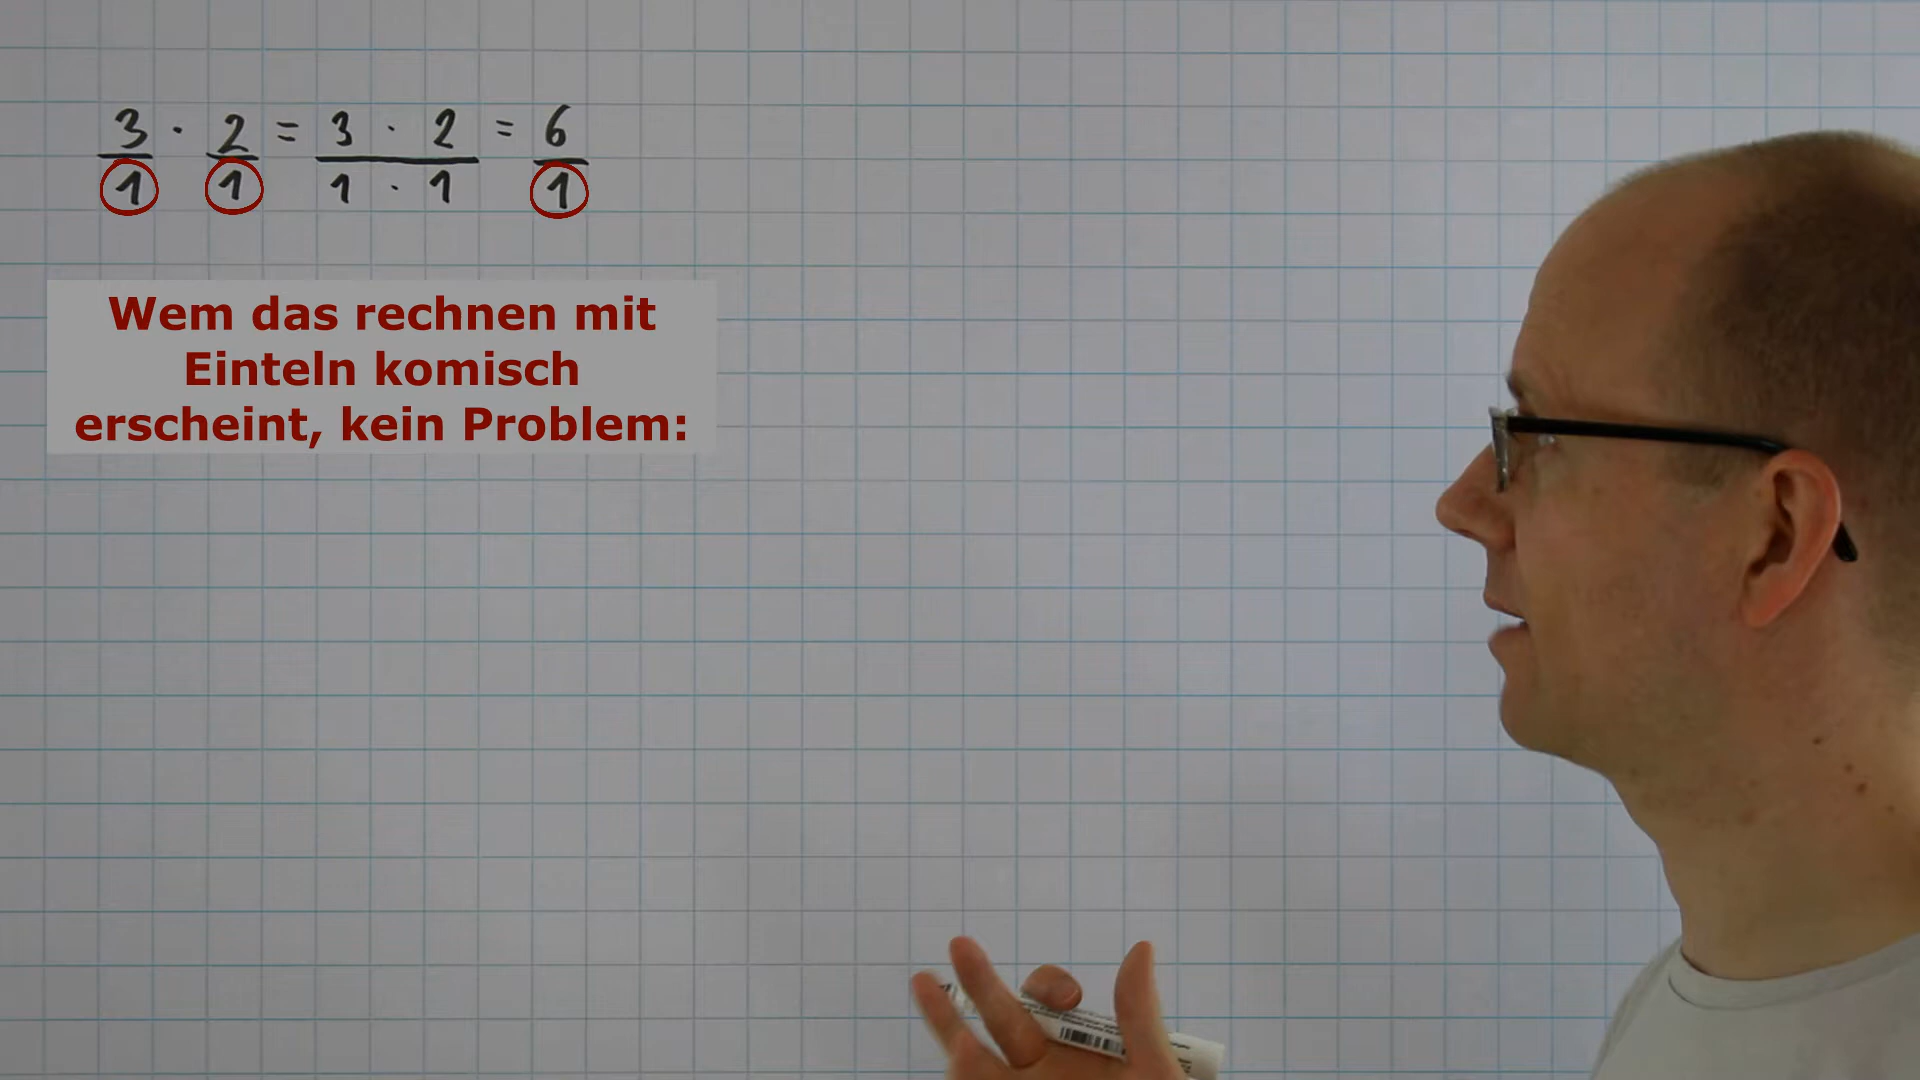 3/1 · 2/1 = 3 · 2 / 1 · 1 = 6/1
Wem das rechnen mit
Einteln komisch
erscheint, kein Problem: